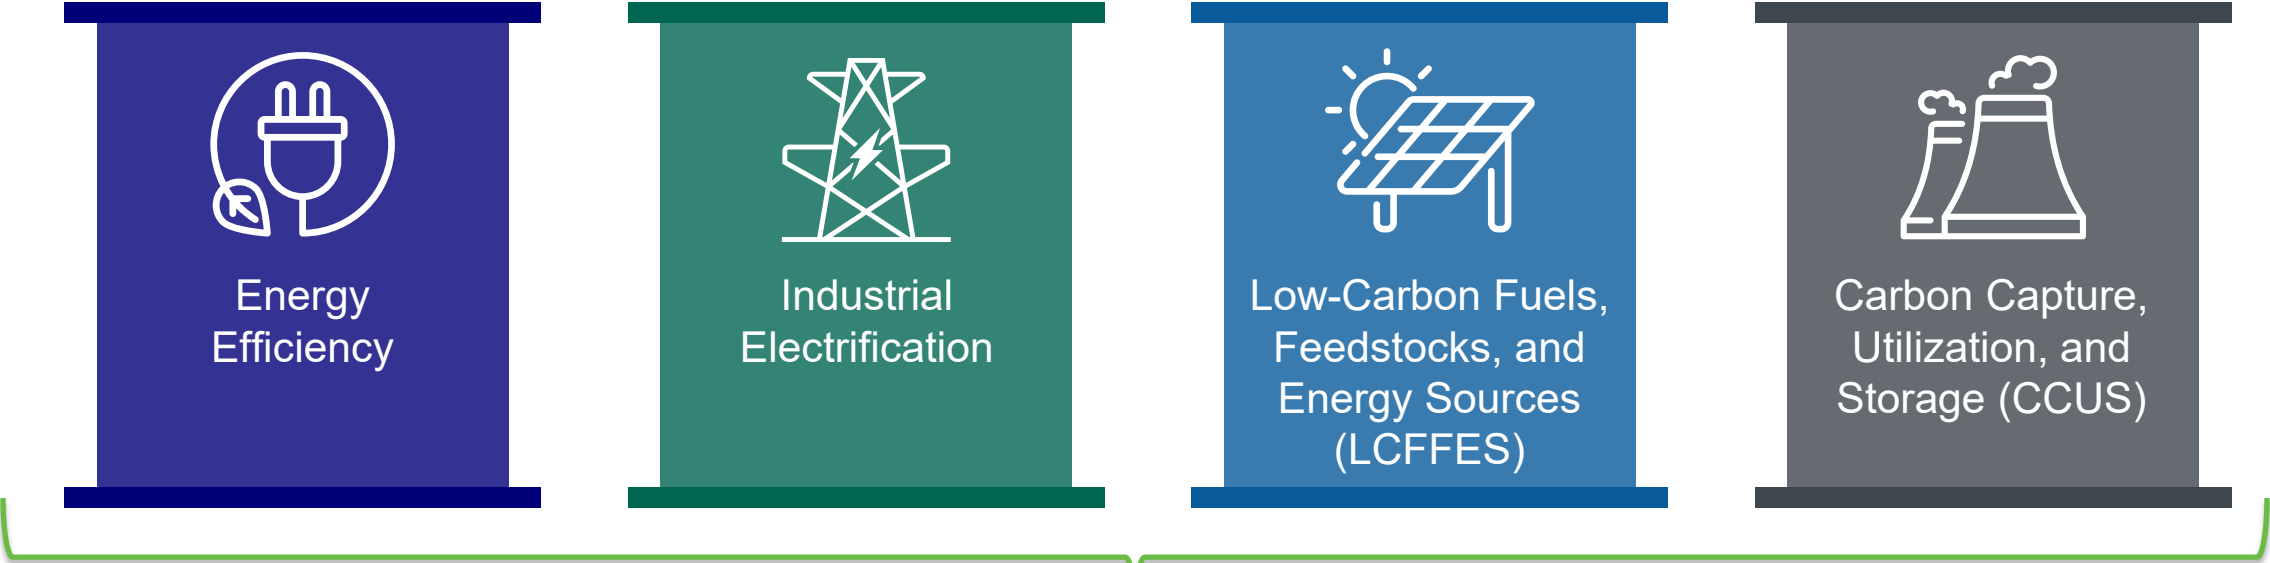 Energy
Efficiency
Industrial
Electrification
Low-Carbon Fuels,
Feedstocks, and
Energy Sources
(LCFFES)
Carbon Capture,
Utilization, and
Storage (CCUS)